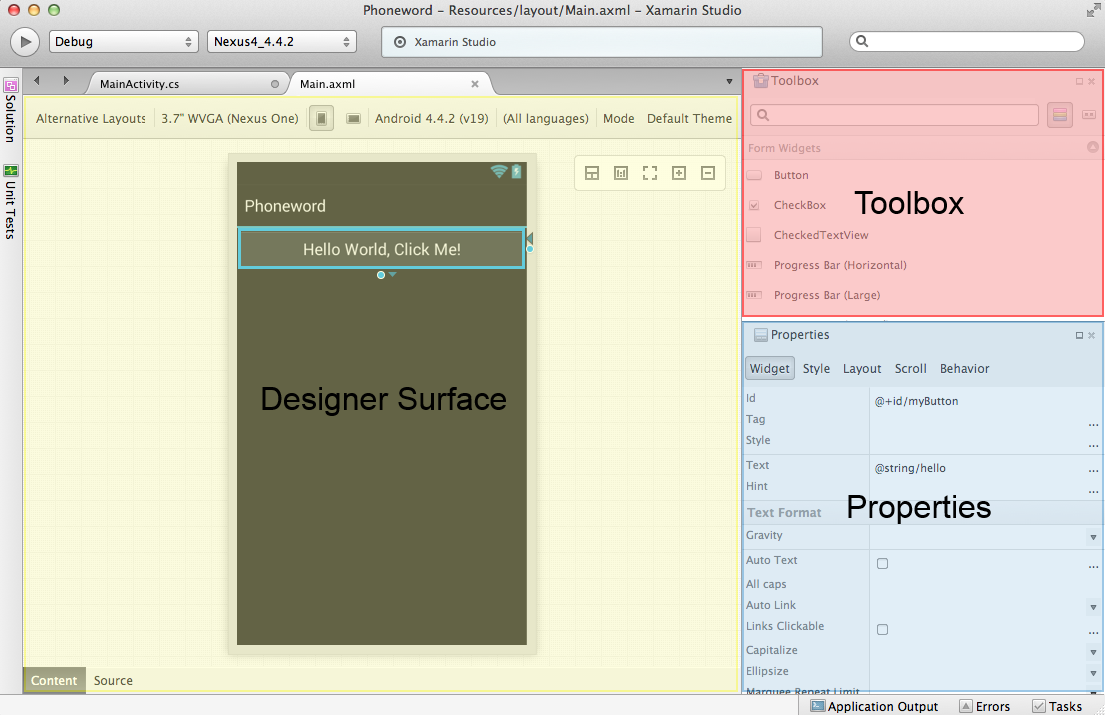 Phoneword – Resources/layout/Main.axml – Xamarin Studio
Debug
Nexus4_4.4.2
Xamarin Studio
Solution
Unit Tests
MainActivity.cs
Main.axml
Alternative Layouts
3.7" WVGA (Nexus One)
Android 4.4.2 (v19)
(All languages)
Mode
Default Theme
Phoneword
Hello World, Click Me!
Designer Surface
Content
Source
Toolbox
Form Widgets
Button
CheckBox
Toolbox
CheckedTextView
Progress Bar (Horizontal)
Progress Bar (Large)
Properties
Widget
Style
Layout
Scroll
Behavior
Id
@+id/myButton
Tag
...
Style
...
Text
@string/hello
...
Hint
...
Properties
Text Format
Gravity
Auto Text
...
All caps
Auto Link
Links Clickable
...
Capitalize
Ellipsize
Marquee Repeat Limit
Application Output
Errors
Tasks